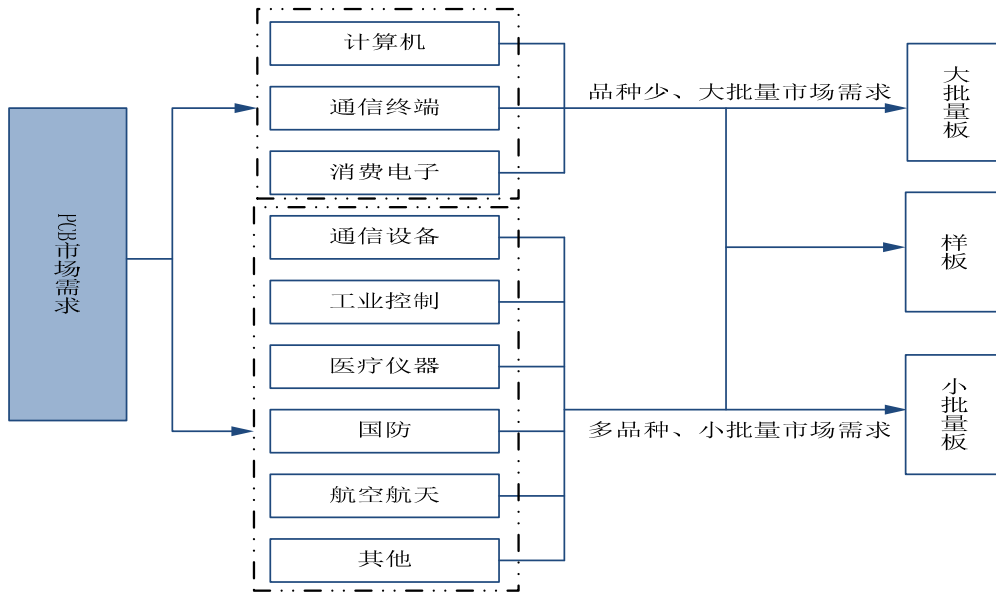 PCB市场需求
计算机
通信终端
消费电子
通信设备
工业控制
医疗仪器
国防
航空航天
其他
品种少、大批量市场需求
多品种、小批量市场需求
大批量板
样板
小批量板